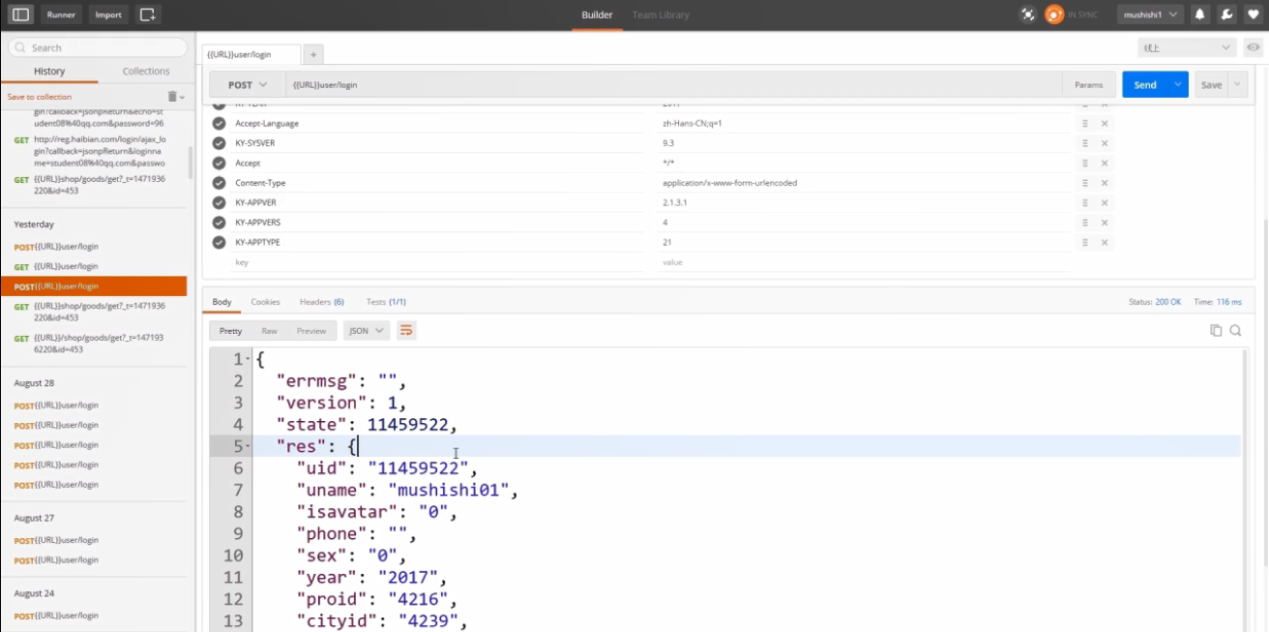 Runner Import Builder Team Library IN SYNC mushishi1
Search
History Collections
Save to collection
gin?callback=jsonpReturn&echo=st
udent08%40qq.com&password=96
GET http://reg.haibian.com/login/ajax_lo
gin?callback=jsonpReturn&loginna
me=student08%40qq.com&passwo
GET {{URL}}shop/goods/get?_t=1471936
220&id=453
Yesterday
POST {{URL}}user/login
GET {{URL}}user/login
POST {{URL}}user/login
GET {{URL}}shop/goods/get?_t=1471936
220&id=453
GET {{URL}}/shop/goods/get?_t=147193
6220&id=453
August 28
POST {{URL}}user/login
POST {{URL}}user/login
POST {{URL}}user/login
POST {{URL}}user/login
POST {{URL}}user/login
August 27
POST {{URL}}user/login
POST {{URL}}user/login
August 24
POST {{URL}}user/login
{{URL}}user/login +
线上
POST {{URL}}user/login Params Send Save
KY-YEAR 2017
Accept-Language zh-Hans-CN;q=1
KY-SYSVER 9.3
Accept */*
Content-Type application/x-www-form-urlencoded
KY-APPVER 2.1.3.1
KY-APPVERS 4
KY-APPTYPE 21
key value
Body Cookies Headers (6) Tests (1/1) Status: 200 OK Time: 116 ms
Pretty Raw Preview JSON
1 {
2 "errmsg": "",
3 "version": 1,
4 "state": 11459522,
5 "res": {
6 "uid": "11459522",
7 "uname": "mushishi01",
8 "isavatar": "0",
9 "phone": "",
10 "sex": "0",
11 "year": "2017",
12 "proid": "4216",
13 "cityid": "4239",